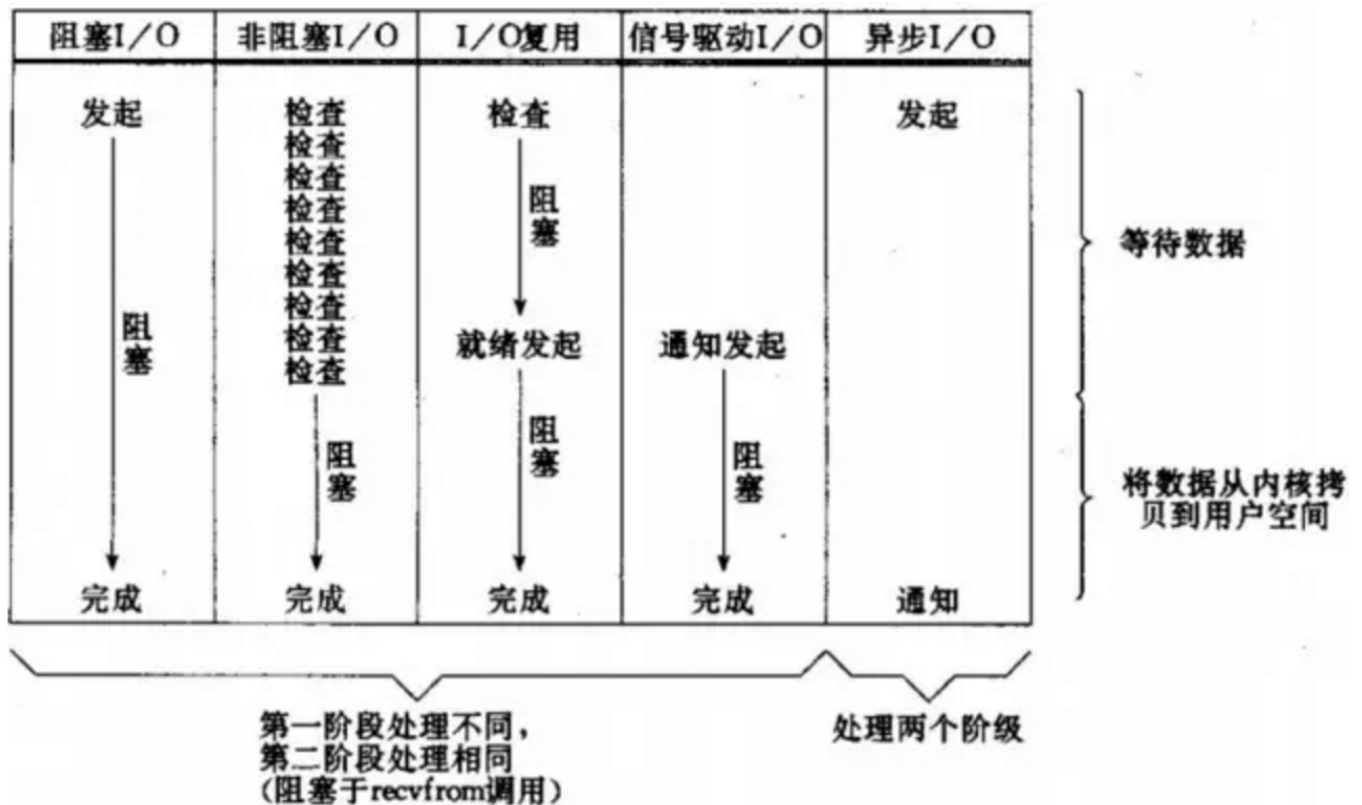 阻塞I/O 非阻塞I/O I/O复用 信号驱动I/O 异步I/O
发起 检查 检查 发起
检查
检查
检查
检查
检查
检查
检查
检查
阻塞
阻塞
就绪发起 通知发起
阻塞
阻塞
阻塞
完成 完成 完成 完成 通知
等待数据
将数据从内核拷
贝到用户空间
第一阶段处理不同,
第二阶段处理相同
(阻塞于recvfrom调用)
处理两个阶级